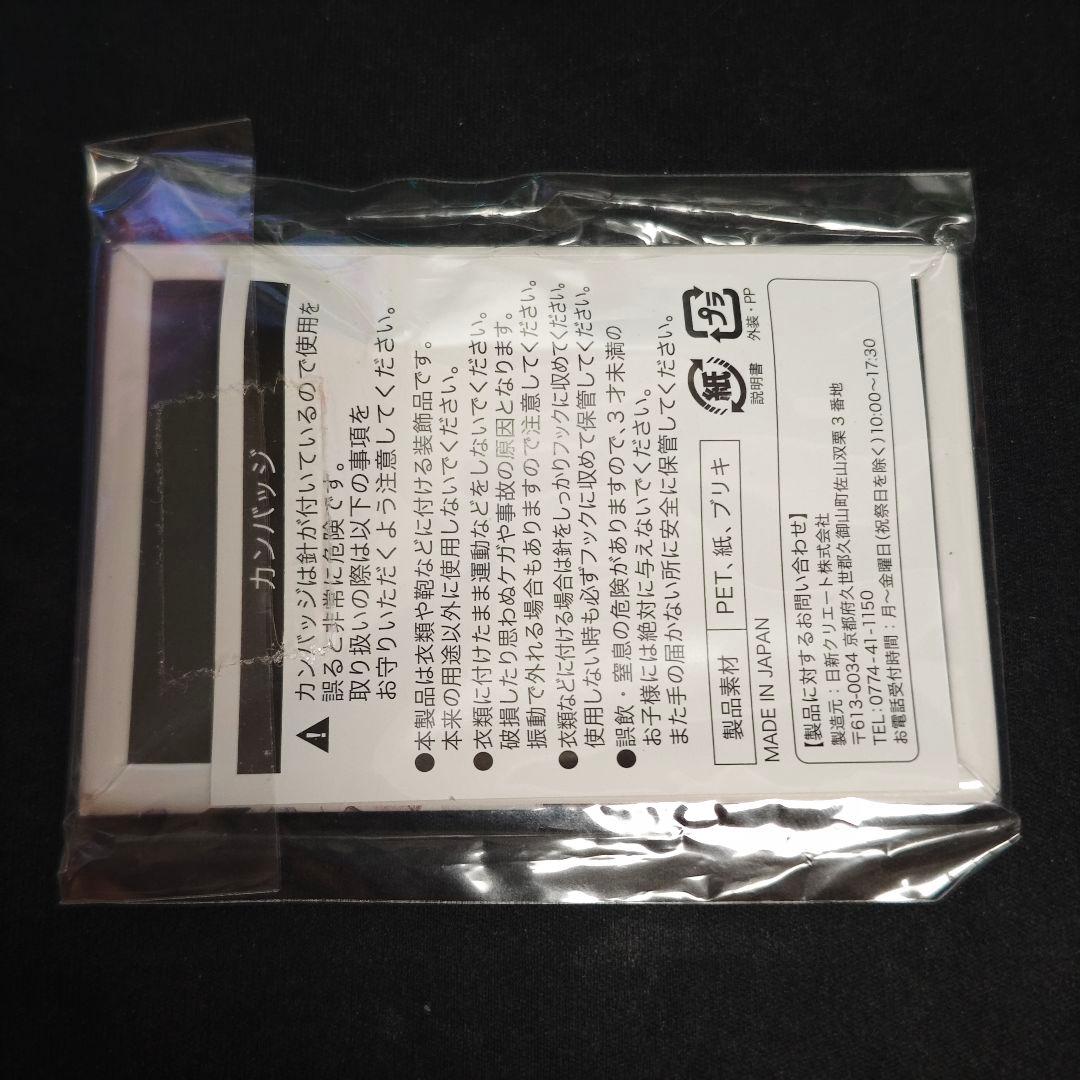 カンバッジ
カンバッジは針が付いているので使用を
誤ると非常に危険です。
取り扱いの際は以下の事項を
お守りいただくよう注意してください。
●本製品は衣類や鞄などに付ける装飾品です。
本来の用途以外に使用しないでください。
●衣類に付けたまま運動などをしないでください。
破損したり思わぬケガや事故の原因となります。
振動で外れる場合もありますので注意してください。
●衣類などに付ける場合は針をしっかりフックに収めてください。
使用しない時も必ずフックに収めて保管してください。
●誤飲・窒息の危険がありますので、3才未満の
お子様には絶対に与えないでください。
また手の届かない所に安全に保管してください。
製品素材 PET、紙、ブリキ
MADE IN JAPAN
紙
説明書
プラ
外装・PP
【製品に対するお問い合わせ】
製造元：日新クリエート株式会社
〒613-0034 京都府久世郡久御山町佐山双栗3番地
TEL：0774-41-1150
お電話受付時間：月～金曜日(祝祭日を除く)10:00～17:30